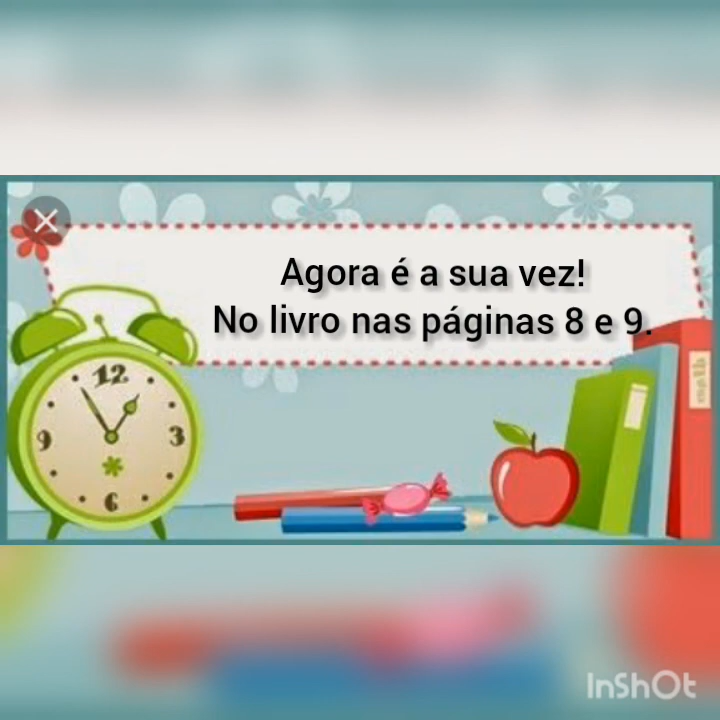 Agora é a sua vez!
No livro nas páginas 8 e 9.
12
9 3
6
InShOt